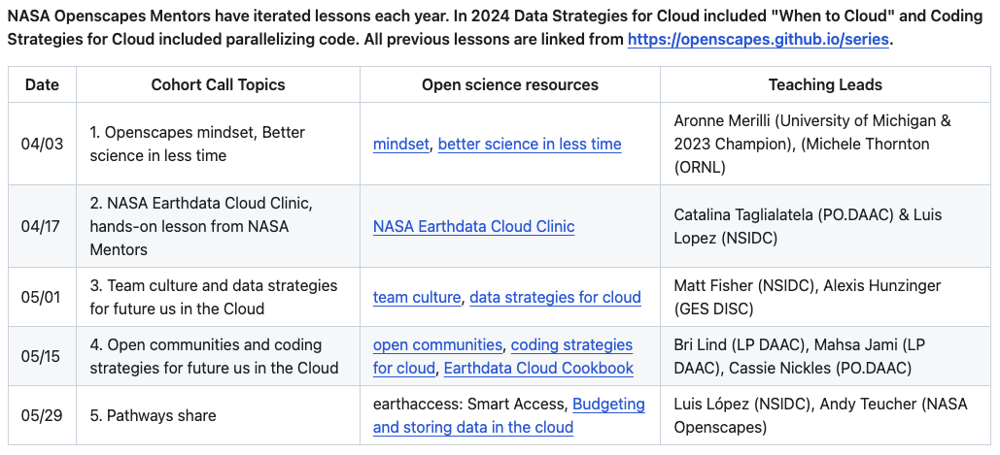 NASA Openscapes Mentors have iterated lessons each year. In 2024 Data Strategies for Cloud included "When to Cloud" and Coding
Strategies for Cloud included parallelizing code. All previous lessons are linked from https://openscapes.github.io/series.
Date
Cohort Call Topics
Open science resources
Teaching Leads
04/03
1. Openscapes mindset, Better
science in less time
mindset, better science in less time
Aronne Merilli (University of Michigan &
2023 Champion), (Michele Thornton
(ORNL)
04/17
2. NASA Earthdata Cloud Clinic,
hands-on lesson from NASA
Mentors
NASA Earthdata Cloud Clinic
Catalina Taglialatela (PO.DAAC) & Luis
Lopez (NSIDC)
05/01
3. Team culture and data strategies
for future us in the Cloud
team culture, data strategies for cloud
Matt Fisher (NSIDC), Alexis Hunzinger
(GES DISC)
05/15
4. Open communities and coding
strategies for future us in the Cloud
open communities, coding strategies
for cloud, Earthdata Cloud Cookbook
Bri Lind (LP DAAC), Mahsa Jami (LP
DAAC), Cassie Nickles (PO.DAAC)
05/29
5. Pathways share
earthaccess: Smart Access, Budgeting
and storing data in the cloud
Luis López (NSIDC), Andy Teucher (NASA
Openscapes)